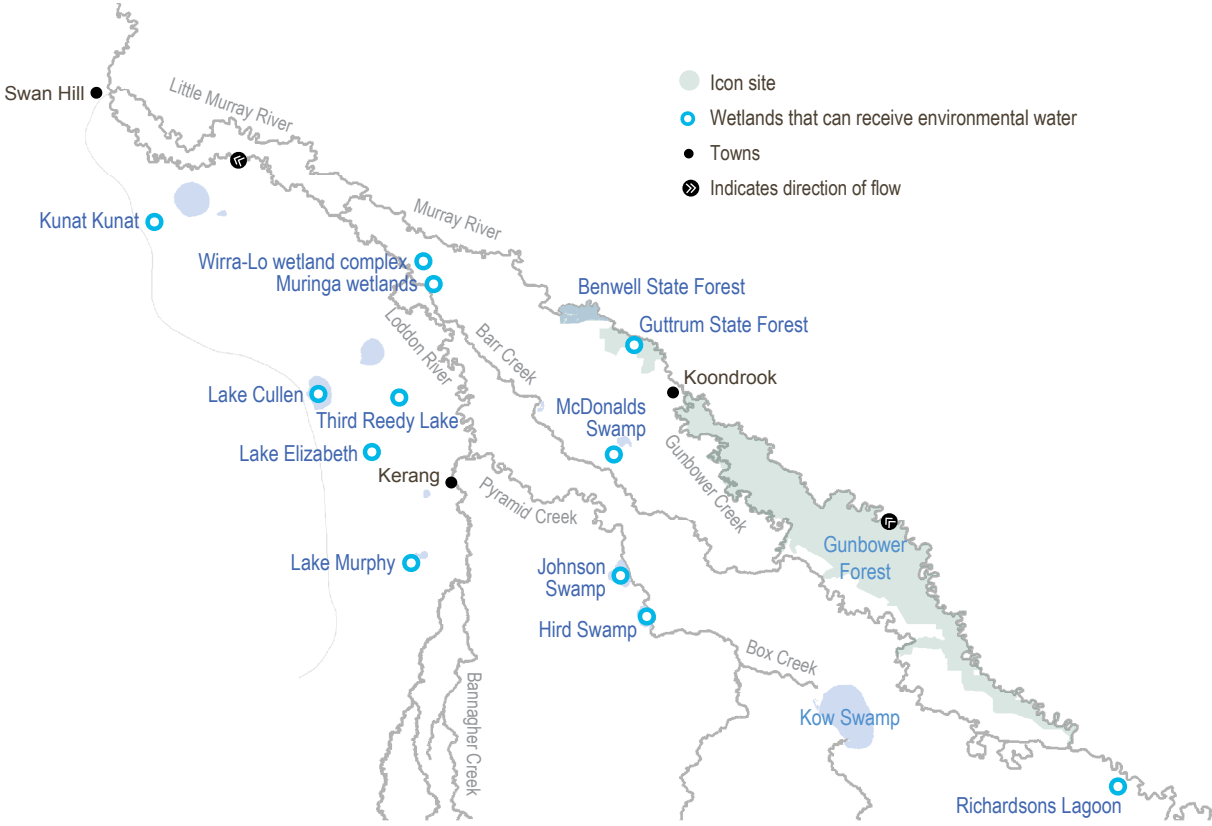 Swan Hill
Little Murray River
Icon site
Wetlands that can receive environmental water
Towns
Indicates direction of flow
Kunat Kunat
Murray River
Wirra-Lo wetland complex
Muringa wetlands
Benwell State Forest
Guttrum State Forest
Loddon River
Barr Creek
Koondrook
Lake Cullen
Third Reedy Lake
McDonalds
Swamp
Lake Elizabeth
Gunbower Creek
Kerang
Pyramid Creek
Gunbower
Forest
Lake Murphy
Johnson
Swamp
Hird Swamp
Box Creek
Bannagher Creek
Kow Swamp
Richardsons Lagoon